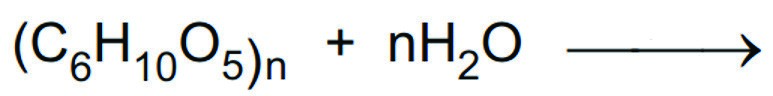 (C₆H₁₀O₅)n + nH₂O ⟶